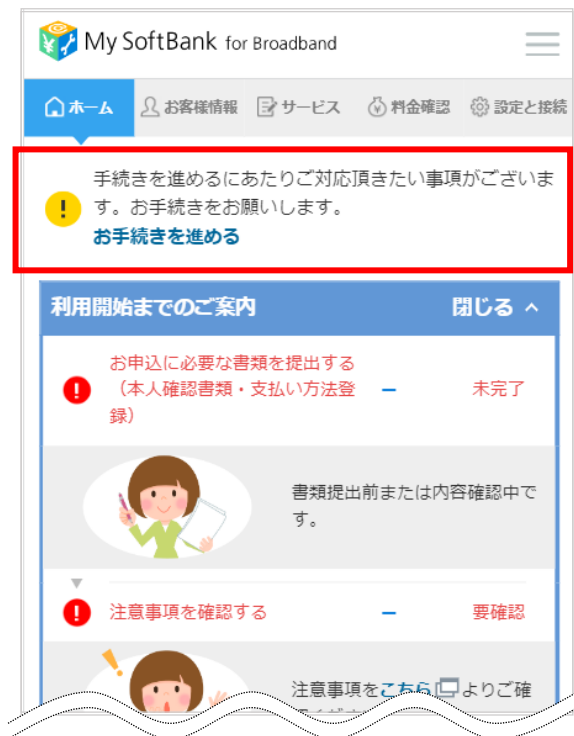 My SoftBank for Broadband
ホーム お客様情報 サービス 料金確認 設定と接続
手続きを進めるにあたりご対応頂きたい事項がございま
す。お手続きをお願いします。
お手続きを進める
利用開始までのご案内 閉じる
お申込に必要な書類を提出する
（本人確認書類・支払い方法登
録）
未完了
書類提出前または内容確認中で
す。
注意事項を確認する 要確認
注意事項をこちら よりご確